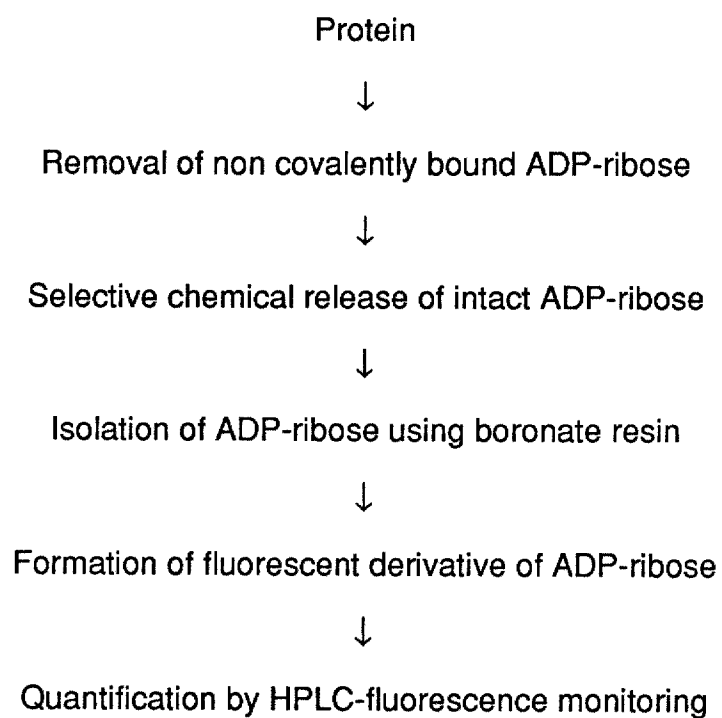 Protein
↓
Removal of non covalently bound ADP-ribose
↓
Selective chemical release of intact ADP-ribose
↓
Isolation of ADP-ribose using boronate resin
↓
Formation of fluorescent derivative of ADP-ribose
↓
Quantification by HPLC-fluorescence monitoring